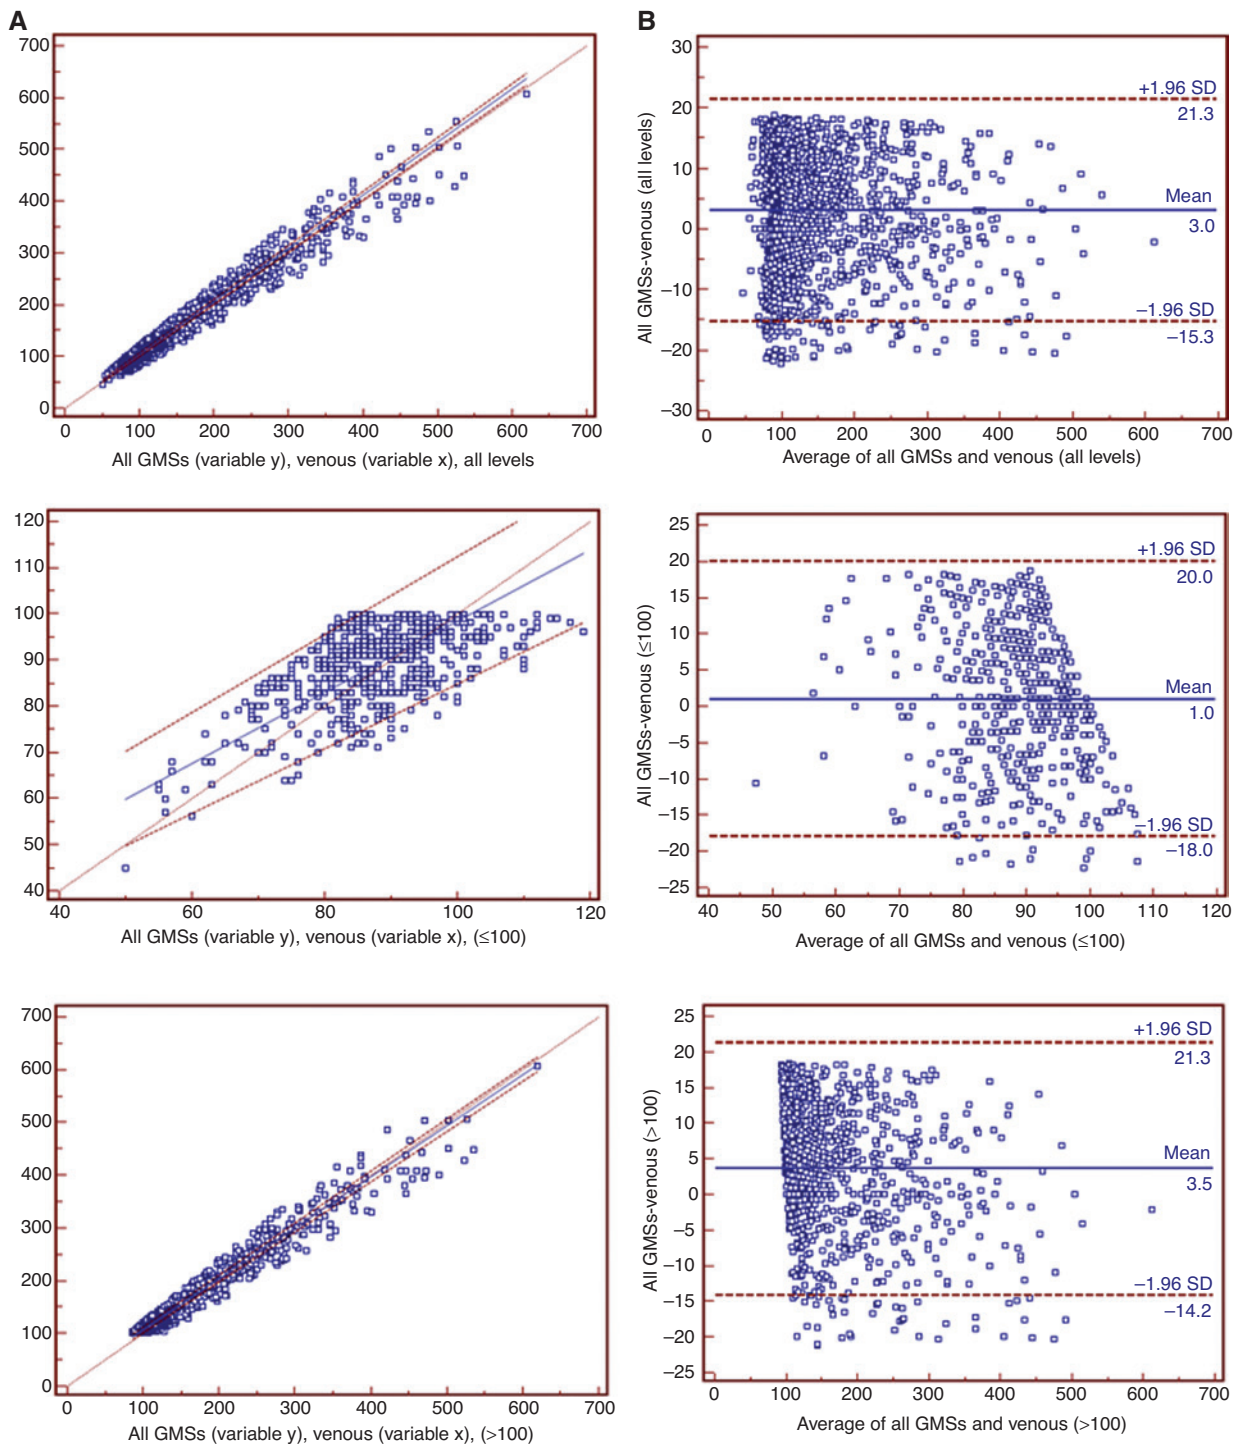 A
700
600
500
400
300
200
100
0
0 100 200 300 400 500 600 700
All GMSs (variable y), venous (variable x), all levels
B
All GMSs-venous (all levels)
30
20
10
0
–10
–20
–30
+1.96 SD
21.3
Mean
3.0
–1.96 SD
–15.3
0 100 200 300 400 500 600 700
Average of all GMSs and venous (all levels)
120
110
100
90
80
70
60
50
40
40 60 80 100 120
All GMSs (variable y), venous (variable x), (≤100)
All GMSs-venous (≤100)
25
20
15
10
5
0
–5
–10
–15
–20
–25
+1.96 SD
20.0
Mean
1.0
–1.96 SD
–18.0
40 50 60 70 80 90 100 110 120
Average of all GMSs and venous (≤100)
700
600
500
400
300
200
100
0
0 100 200 300 400 500 600 700
All GMSs (variable y), venous (variable x), (>100)
All GMSs-venous (>100)
25
20
15
10
5
0
–5
–10
–15
–20
–25
+1.96 SD
21.3
Mean
3.5
–1.96 SD
–14.2
0 100 200 300 400 500 600 700
Average of all GMSs and venous (>100)